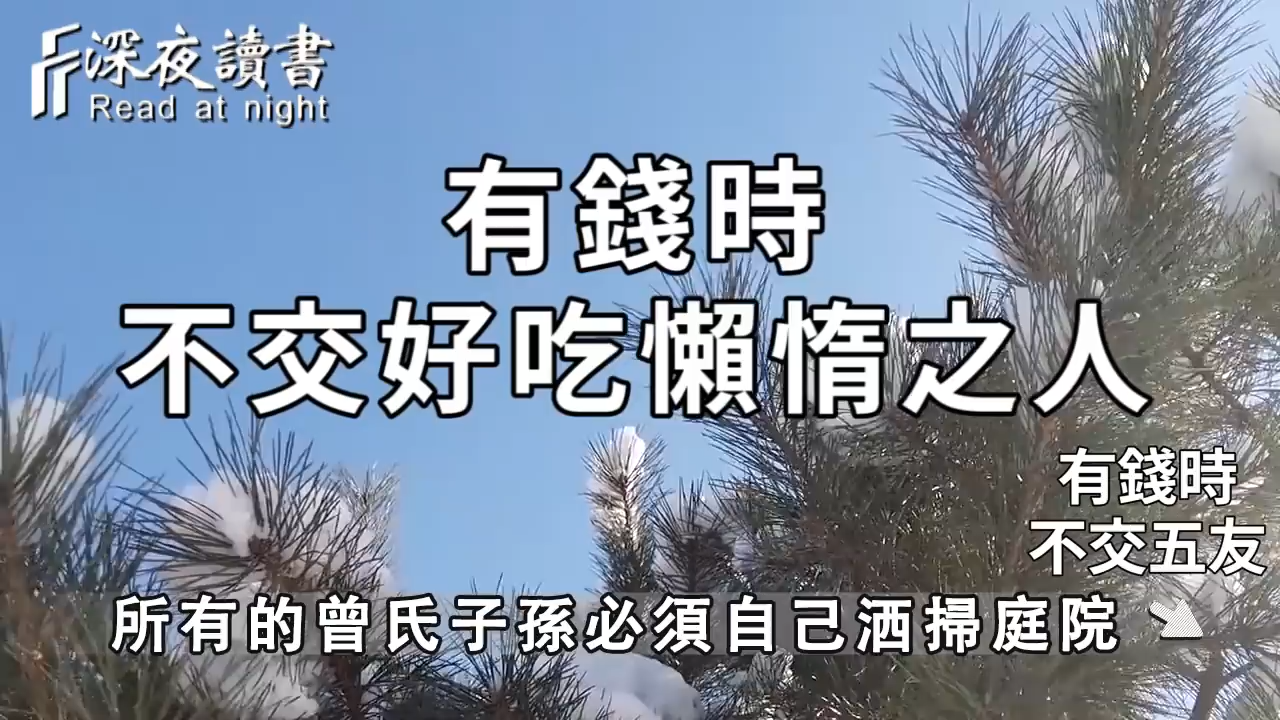 深夜讀書
Read at night
有錢時
不交好吃懶惰之人
有錢時
不交五友
所有的曾氏子孫必須自己洒掃庭院